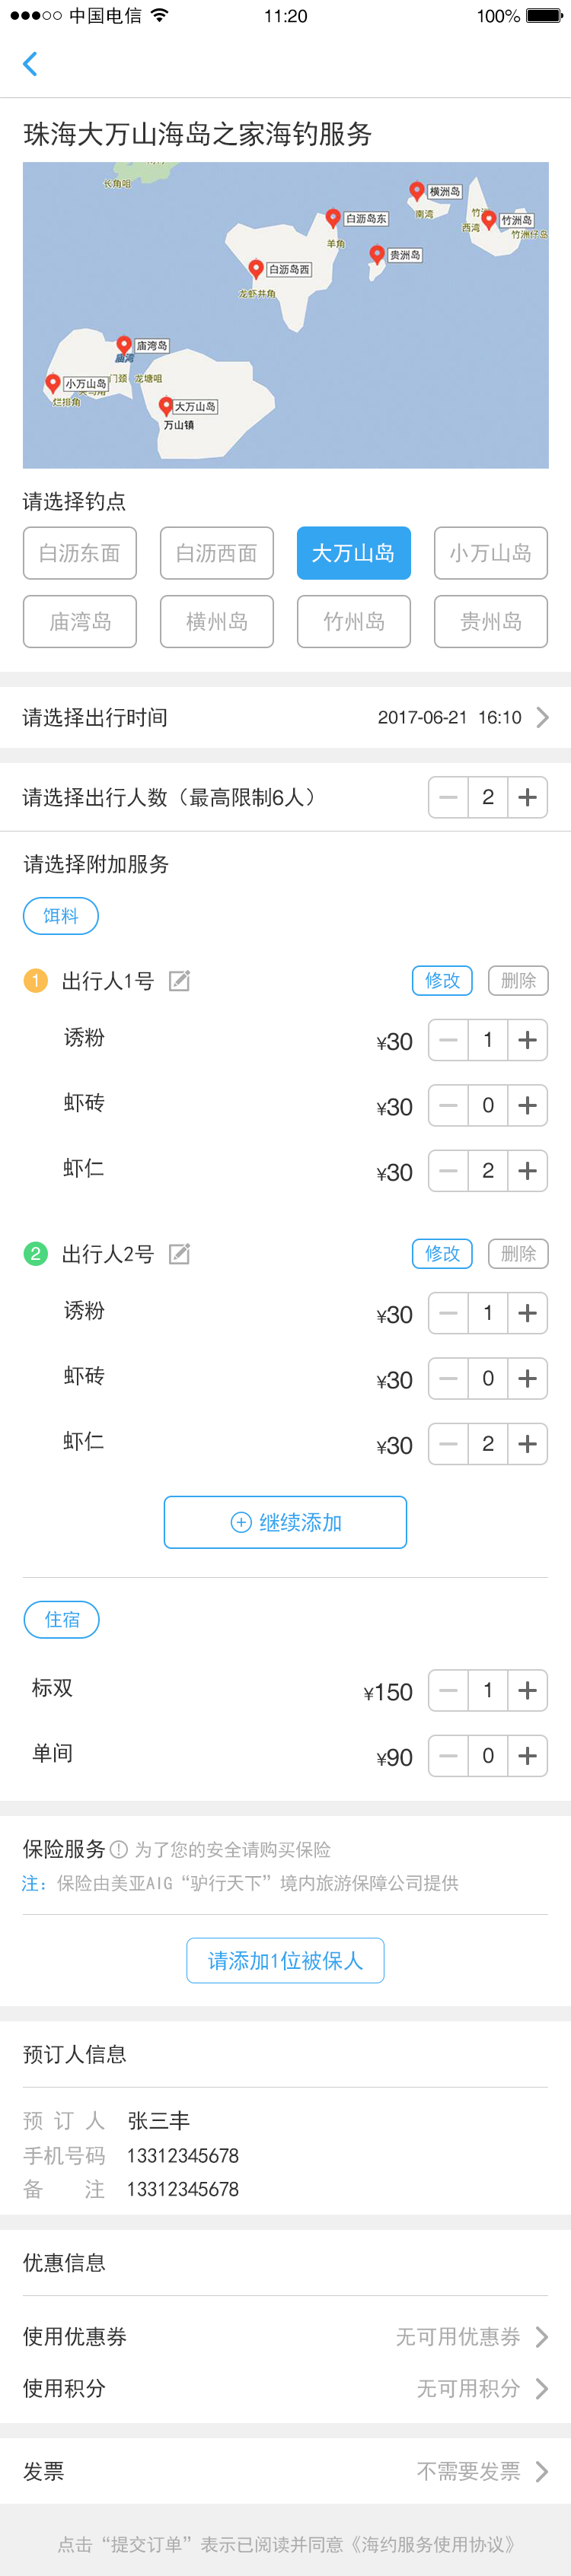 中国电信 11:20 100%
珠海大万山海岛之家海钓服务
长角咀
横洲岛
白沥岛东
南湾
竹洲岛
西湾
竹洲仔岛
羊角
贵洲岛
白沥岛西
龙虾井角
庙湾岛
庙湾
小万山岛
门颈 龙塘咀
烂排角
大万山岛
万山镇
请选择钓点
白沥东面 白沥西面 大万山岛 小万山岛
庙湾岛 横州岛 竹州岛 贵州岛
请选择出行时间 2017-06-21 16:10
请选择出行人数（最高限制6人） 2
请选择附加服务
饵料
1 出行人1号 修改 删除
诱粉 ¥30 1
虾砖 ¥30 0
虾仁 ¥30 2
2 出行人2号 修改 删除
诱粉 ¥30 1
虾砖 ¥30 0
虾仁 ¥30 2
继续添加
住宿
标双 ¥150 1
单间 ¥90 0
保险服务 为了您的安全请购买保险
注：保险由美亚AIG“驴行天下”境内旅游保障公司提供
请添加1位被保人
预订人信息
预 订 人 张三丰
手机号码 13312345678
备 注 13312345678
优惠信息
使用优惠券 无可用优惠券
使用积分 无可用积分
发票 不需要发票
点击“提交订单”表示已阅读并同意《海约服务使用协议》